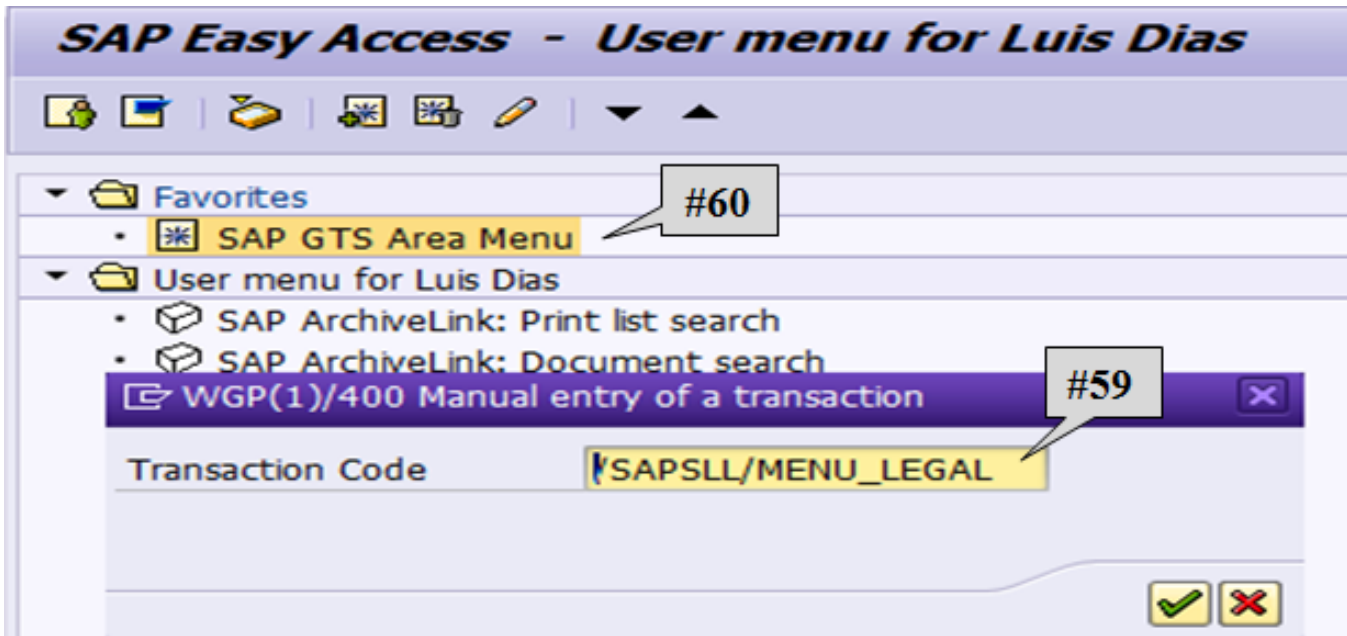 SAP Easy Access - User menu for Luis Dias
Favorites
#60
SAP GTS Area Menu
User menu for Luis Dias
SAP ArchiveLink: Print list search
SAP ArchiveLink: Document search
WGP(1)/400 Manual entry of a transaction
#59
Transaction Code /SAPSLL/MENU_LEGAL